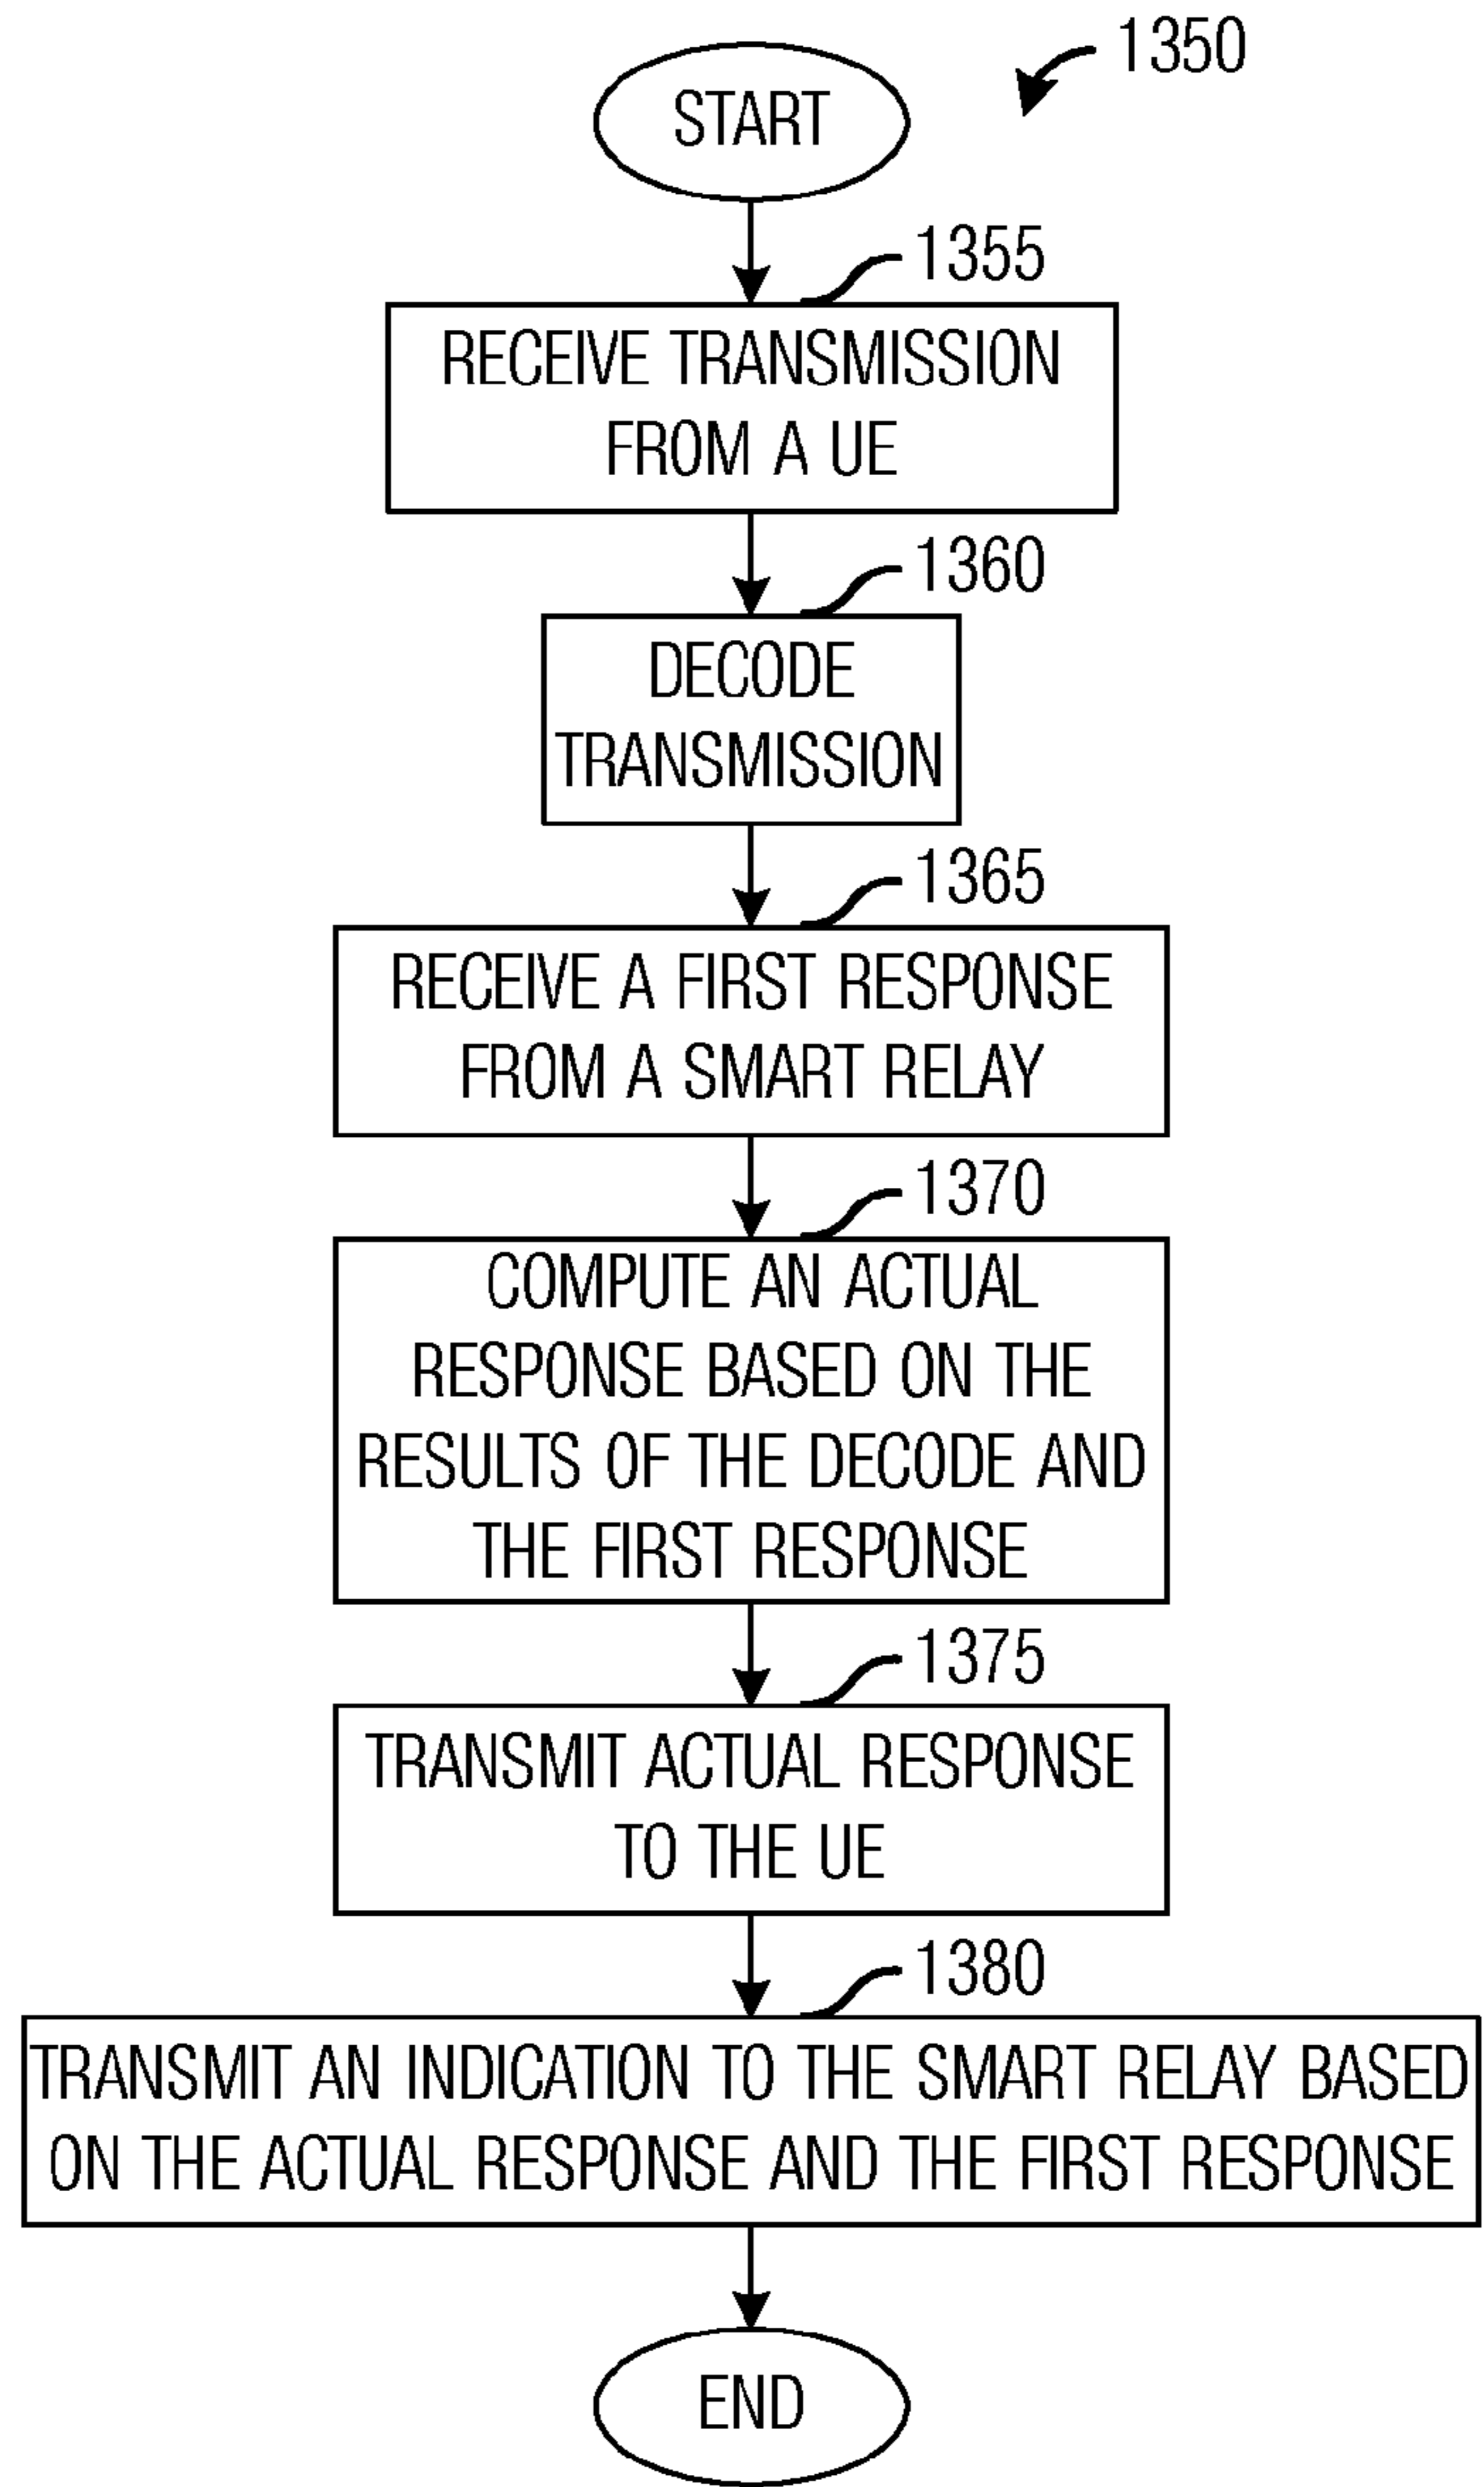 1350
START
1355
RECEIVE TRANSMISSION
FROM A UE
1360
DECODE
TRANSMISSION
1365
RECEIVE A FIRST RESPONSE
FROM A SMART RELAY
1370
COMPUTE AN ACTUAL
RESPONSE BASED ON THE
RESULTS OF THE DECODE AND
THE FIRST RESPONSE
1375
TRANSMIT ACTUAL RESPONSE
TO THE UE
1380
TRANSMIT AN INDICATION TO THE SMART RELAY BASED
ON THE ACTUAL RESPONSE AND THE FIRST RESPONSE
END